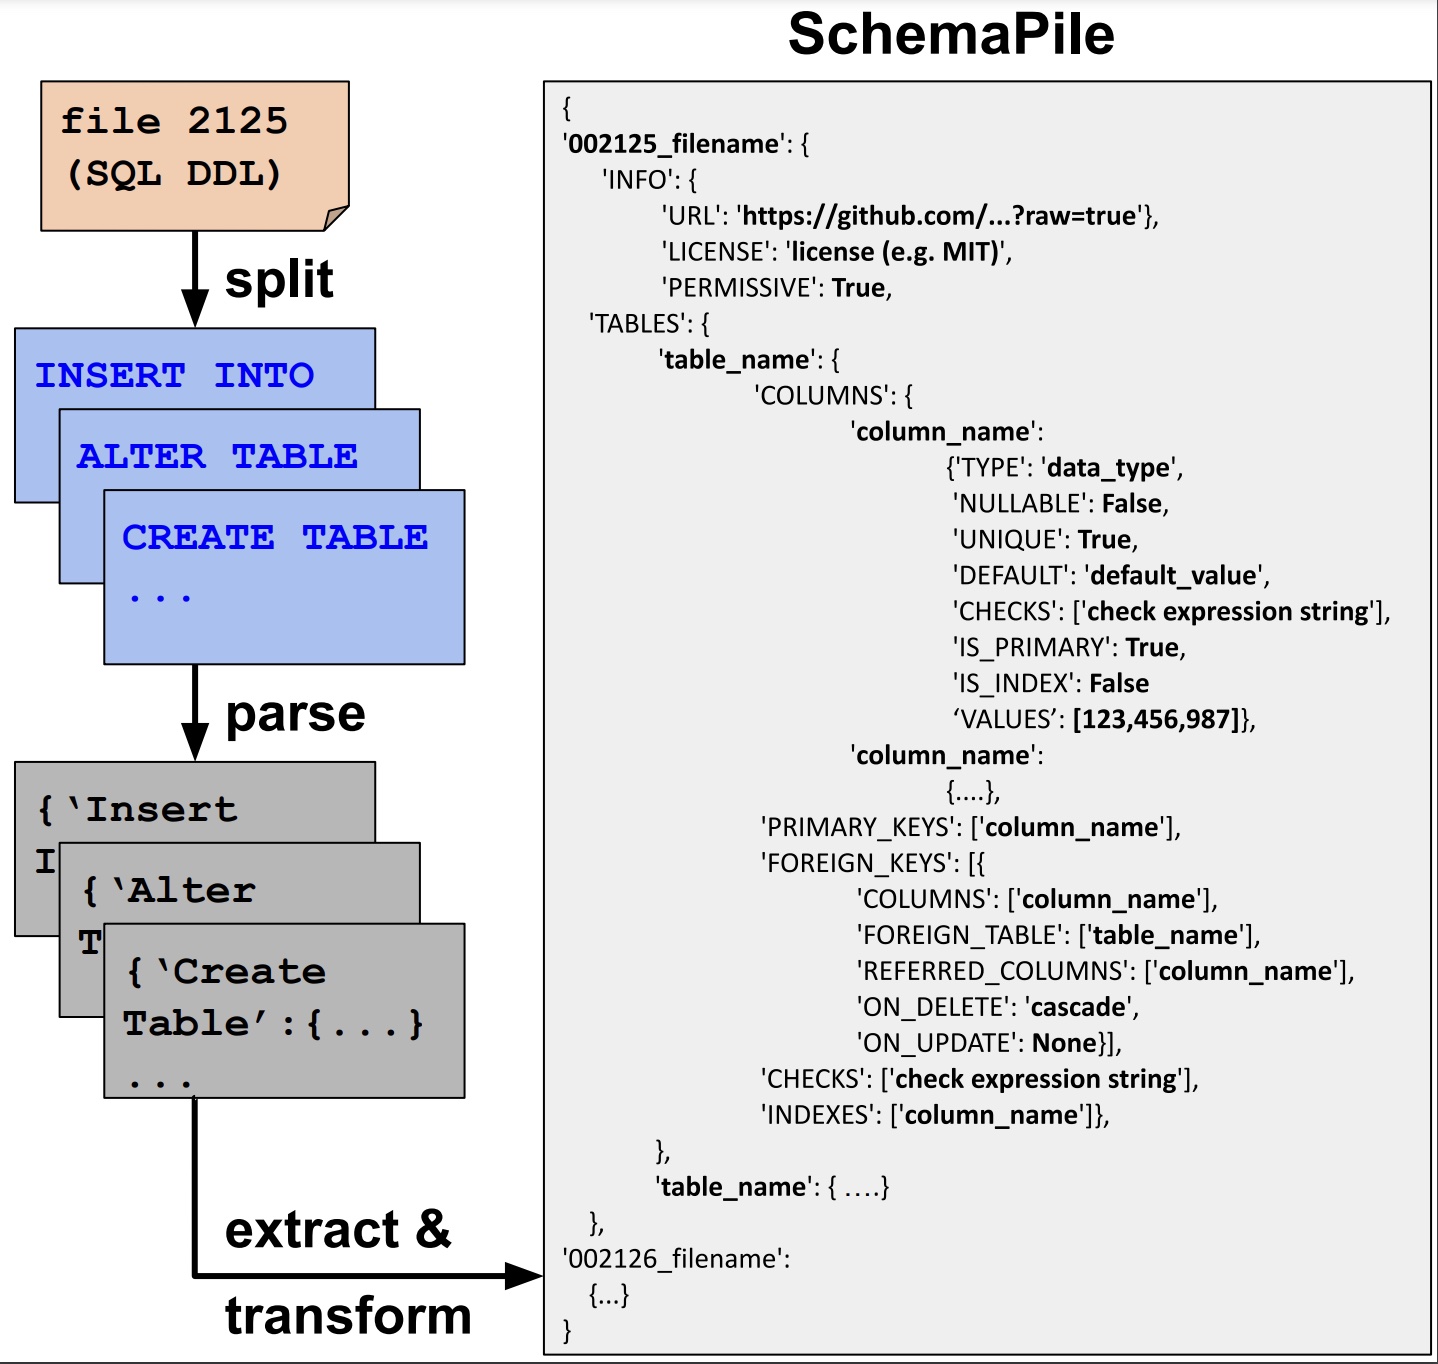 SchemaPile
file 2125
(SQL DDL)
split
INSERT INTO
ALTER TABLE
CREATE TABLE
...
parse
{‘Insert
I
{‘Alter
T
{‘Create
Table’:{...}
...
extract &
transform
{
'002125_filename': {
'INFO': {
'URL': 'https://github.com/...?raw=true'},
'LICENSE': 'license (e.g. MIT)',
'PERMISSIVE': True,
'TABLES': {
'table_name': {
'COLUMNS': {
'column_name':
{'TYPE': 'data_type',
'NULLABLE': False,
'UNIQUE': True,
'DEFAULT': 'default_value',
'CHECKS': ['check expression string'],
'IS_PRIMARY': True,
'IS_INDEX': False
‘VALUES’: [123,456,987]},
'column_name':
{....},
'PRIMARY_KEYS': ['column_name'],
'FOREIGN_KEYS': [{
'COLUMNS': ['column_name'],
'FOREIGN_TABLE': ['table_name'],
'REFERRED_COLUMNS': ['column_name'],
'ON_DELETE': 'cascade',
'ON_UPDATE': None}],
'CHECKS': ['check expression string'],
'INDEXES': ['column_name']},
},
'table_name': { ....}
},
'002126_filename':
{...}
}